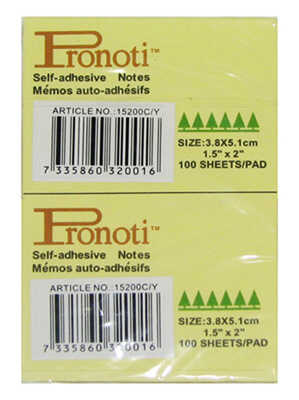 Pronoti™
Self-adhesive Notes
Mémos auto-adhésifs
ARTICLE NO.:15200C/Y
7 335860 320016
SIZE:3.8X5.1cm
1.5" x 2"
100 SHEETS/PAD
Pronoti™
Self-adhesive Notes
Mémos auto-adhésifs
ARTICLE NO.:15200C/Y
7 335860 320016
SIZE:3.8X5.1cm
1.5" x 2"
100 SHEETS/PAD